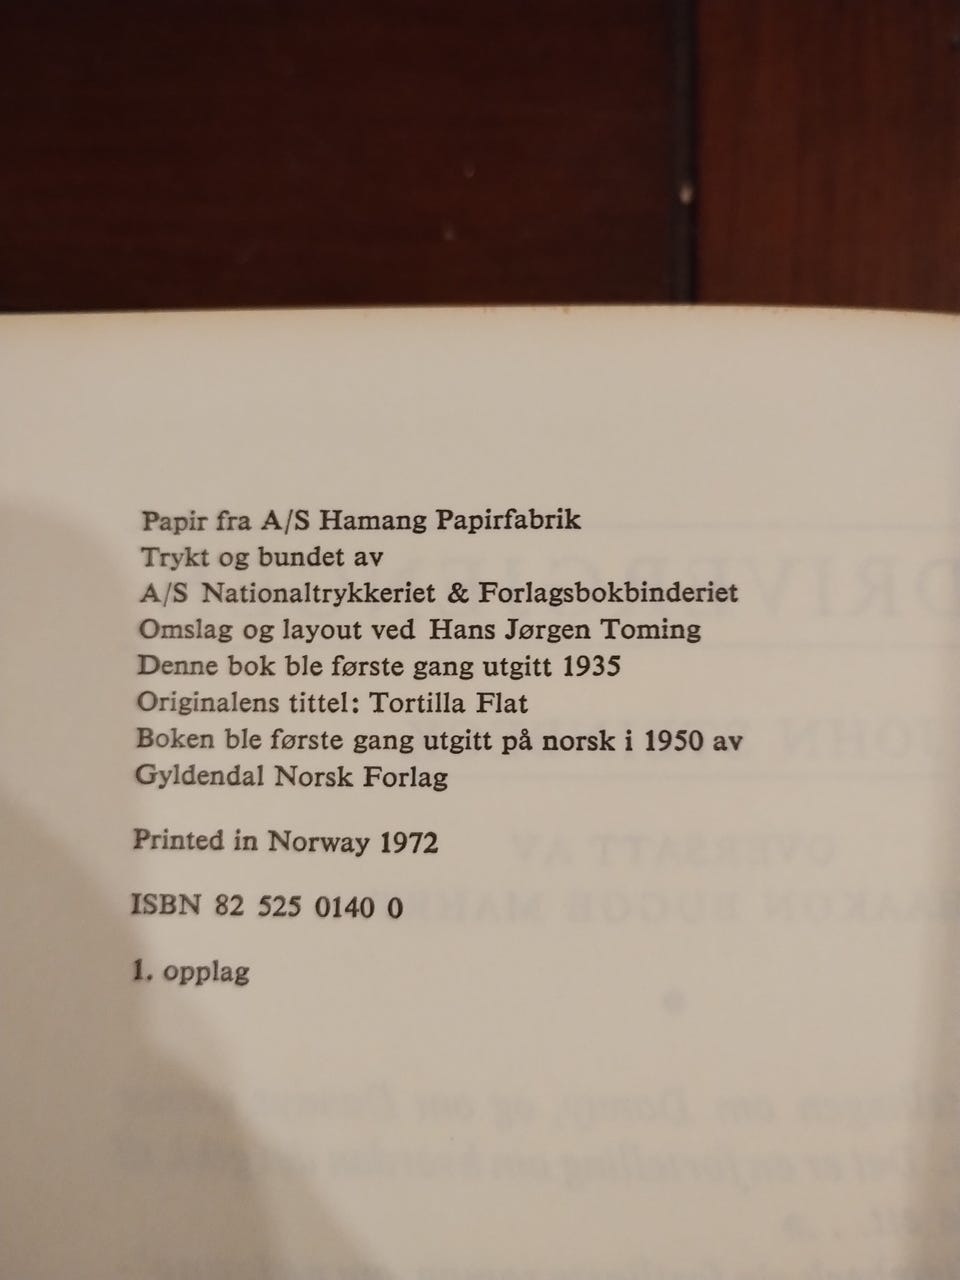 Papir fra A/S Hamang Papirfabrik
Trykt og bundet av
A/S Nationaltrykkeriet & Forlagsbokbinderiet
Omslag og layout ved Hans Jørgen Toming
Denne bok ble første gang utgitt 1935
Originalens tittel: Tortilla Flat
Boken ble første gang utgitt på norsk i 1950 av
Gyldendal Norsk Forlag
Printed in Norway 1972
ISBN 82 525 0140 0
1. opplag